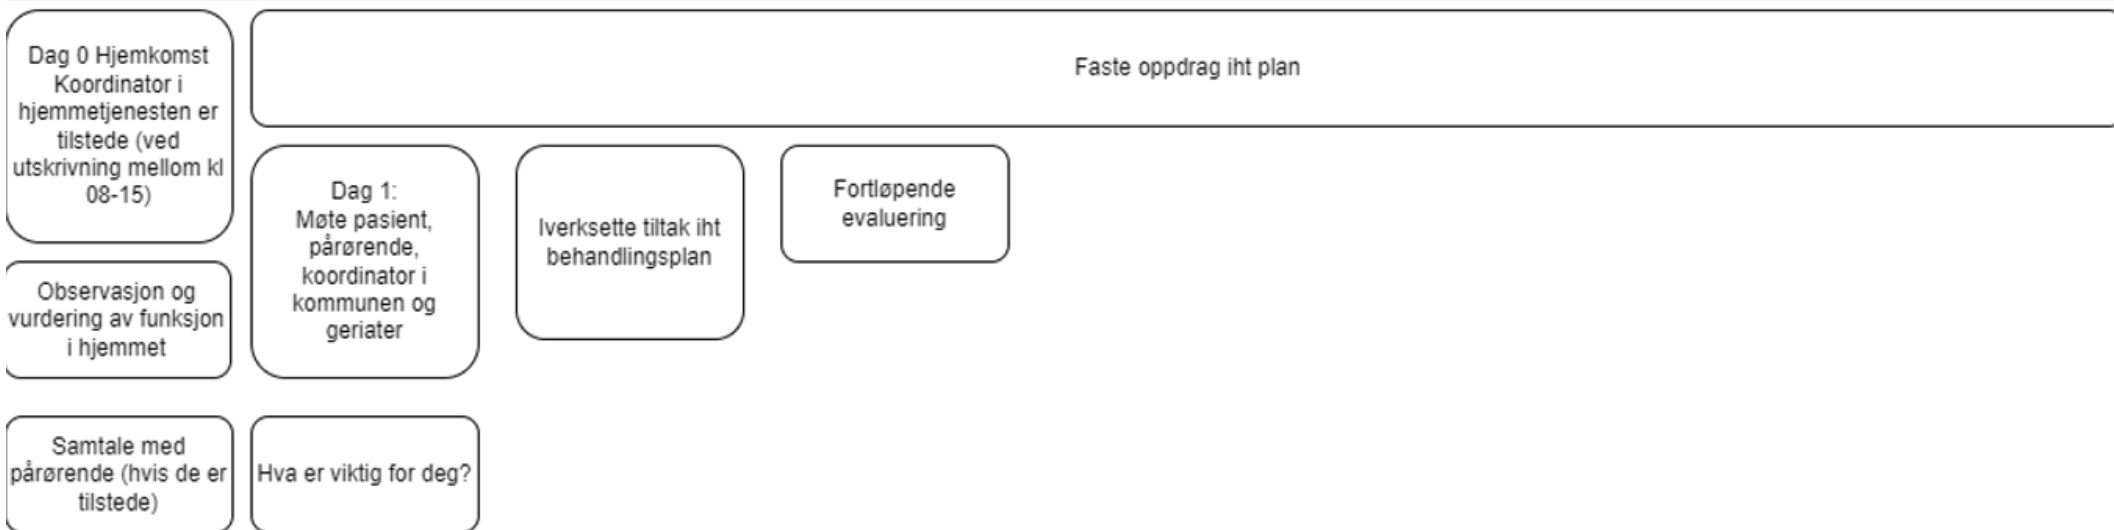 Dag 0 Hjemkomst
Koordinator i
hjemmetjenesten er
tilstede (ved
utskrivning mellom kl
08-15)
Faste oppdrag iht plan
Observasjon og
vurdering av funksjon
i hjemmet
Samtale med
pårørende (hvis de er
tilstede)
Dag 1:
Møte pasient,
pårørende,
koordinator i
kommunen og
geriater
Hva er viktig for deg?
Iverksette tiltak iht
behandlingsplan
Fortløpende
evaluering